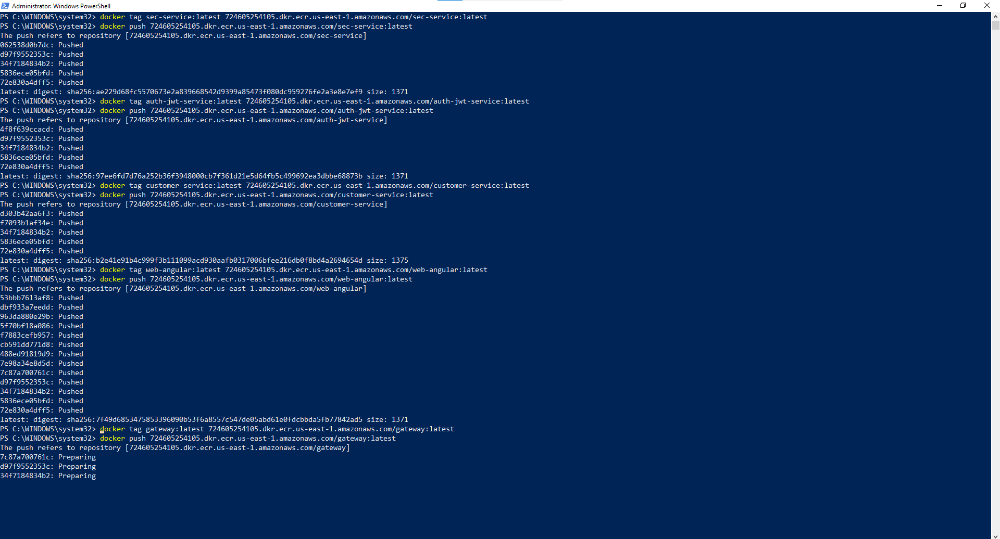 Administrator: Windows PowerShell
PS C:\WINDOWS\system32> docker tag sec-service:latest 724605254105.dkr.ecr.us-east-1.amazonaws.com/sec-service:latest
PS C:\WINDOWS\system32> docker push 724605254105.dkr.ecr.us-east-1.amazonaws.com/sec-service:latest
The push refers to repository [724605254105.dkr.ecr.us-east-1.amazonaws.com/sec-service]
062538d0b7dc: Pushed
d97f9552353c: Pushed
34f7184834b2: Pushed
5836ece05bfd: Pushed
72e830a4dff5: Pushed
latest: digest: sha256:ae229d68fc5570673e2a839668542d9399a85473f080dc959276fe2a3e8e7ef9 size: 1371
PS C:\WINDOWS\system32> docker tag auth-jwt-service:latest 724605254105.dkr.ecr.us-east-1.amazonaws.com/auth-jwt-service:latest
PS C:\WINDOWS\system32> docker push 724605254105.dkr.ecr.us-east-1.amazonaws.com/auth-jwt-service:latest
The push refers to repository [724605254105.dkr.ecr.us-east-1.amazonaws.com/auth-jwt-service]
4f8f639ccacd: Pushed
d97f9552353c: Pushed
34f7184834b2: Pushed
5836ece05bfd: Pushed
72e830a4dff5: Pushed
latest: digest: sha256:97ee6fd7d76a252b36f3948000cb7f361d21e5d64fb5c499692ea3dbbe68873b size: 1371
PS C:\WINDOWS\system32> docker tag customer-service:latest 724605254105.dkr.ecr.us-east-1.amazonaws.com/customer-service:latest
PS C:\WINDOWS\system32> docker push 724605254105.dkr.ecr.us-east-1.amazonaws.com/customer-service:latest
The push refers to repository [724605254105.dkr.ecr.us-east-1.amazonaws.com/customer-service]
d303b42aa6f3: Pushed
f7093b1af34e: Pushed
34f7184834b2: Pushed
5836ece05bfd: Pushed
72e830a4dff5: Pushed
latest: digest: sha256:b2e41e91b4c999f3b111099acd930aafb0317006bfee216db0f8bd4a2694654d size: 1375
PS C:\WINDOWS\system32> docker tag web-angular:latest 724605254105.dkr.ecr.us-east-1.amazonaws.com/web-angular:latest
PS C:\WINDOWS\system32> docker push 724605254105.dkr.ecr.us-east-1.amazonaws.com/web-angular:latest
The push refers to repository [724605254105.dkr.ecr.us-east-1.amazonaws.com/web-angular]
53bbb7613af8: Pushed
dbf933a7eedd: Pushed
963da880e29b: Pushed
5f70bf18a086: Pushed
f7883cefb957: Pushed
cb591dd771d8: Pushed
488ed91819d9: Pushed
7e98a34e8d5d: Pushed
7c87a700761c: Pushed
d97f9552353c: Pushed
34f7184834b2: Pushed
5836ece05bfd: Pushed
72e830a4dff5: Pushed
latest: digest: sha256:7f49d6853475853396090b53f6a8557c547de05abd61e0fdcbbda5fb77842ad5 size: 1371
PS C:\WINDOWS\system32> docker tag gateway:latest 724605254105.dkr.ecr.us-east-1.amazonaws.com/gateway:latest
PS C:\WINDOWS\system32> docker push 724605254105.dkr.ecr.us-east-1.amazonaws.com/gateway:latest
The push refers to repository [724605254105.dkr.ecr.us-east-1.amazonaws.com/gateway]
7c87a700761c: Preparing
d97f9552353c: Preparing
34f7184834b2: Preparing